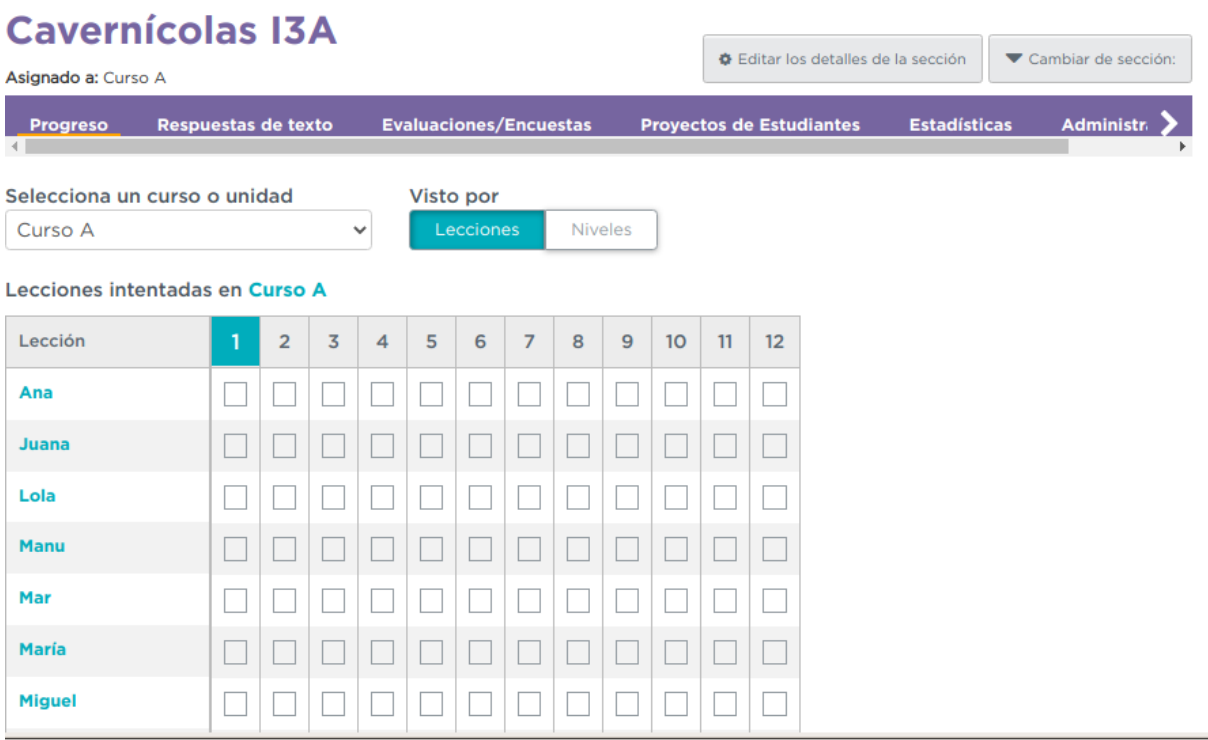 Cavernícolas I3A
Editar los detalles de la sección
Cambiar de sección:
Asignado a: Curso A
Progreso Respuestas de texto Evaluaciones/Encuestas Proyectos de Estudiantes Estadísticas Administr
Selecciona un curso o unidad Visto por
Curso A Lecciones Niveles
Lecciones intentadas en Curso A
Lección 1 2 3 4 5 6 7 8 9 10 11 12
Ana
Juana
Lola
Manu
Mar
María
Miguel